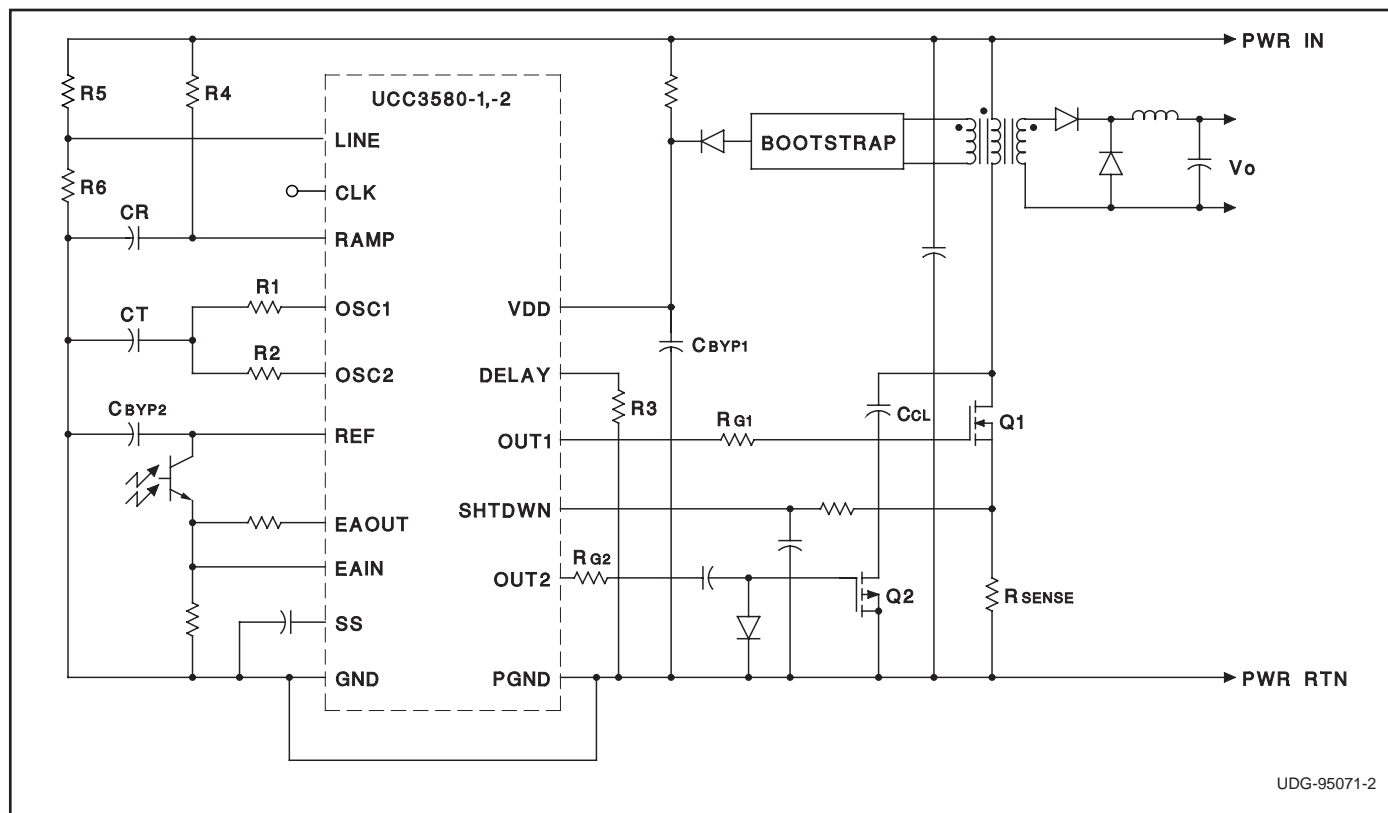 PWR IN
R5
R4
UCC3580-1,-2
LINE
BOOTSTRAP
Vo
R6
CLK
CR
RAMP
R1
OSC1
VDD
CT
CBYP1
R2
OSC2
DELAY
R3
CCL
CBYP2
REF
RG1
Q1
OUT1
EAOUT
SHTDWN
EAIN
OUT2
RG2
Q2
RSENSE
SS
GND
PGND
PWR RTN
UDG-95071-2